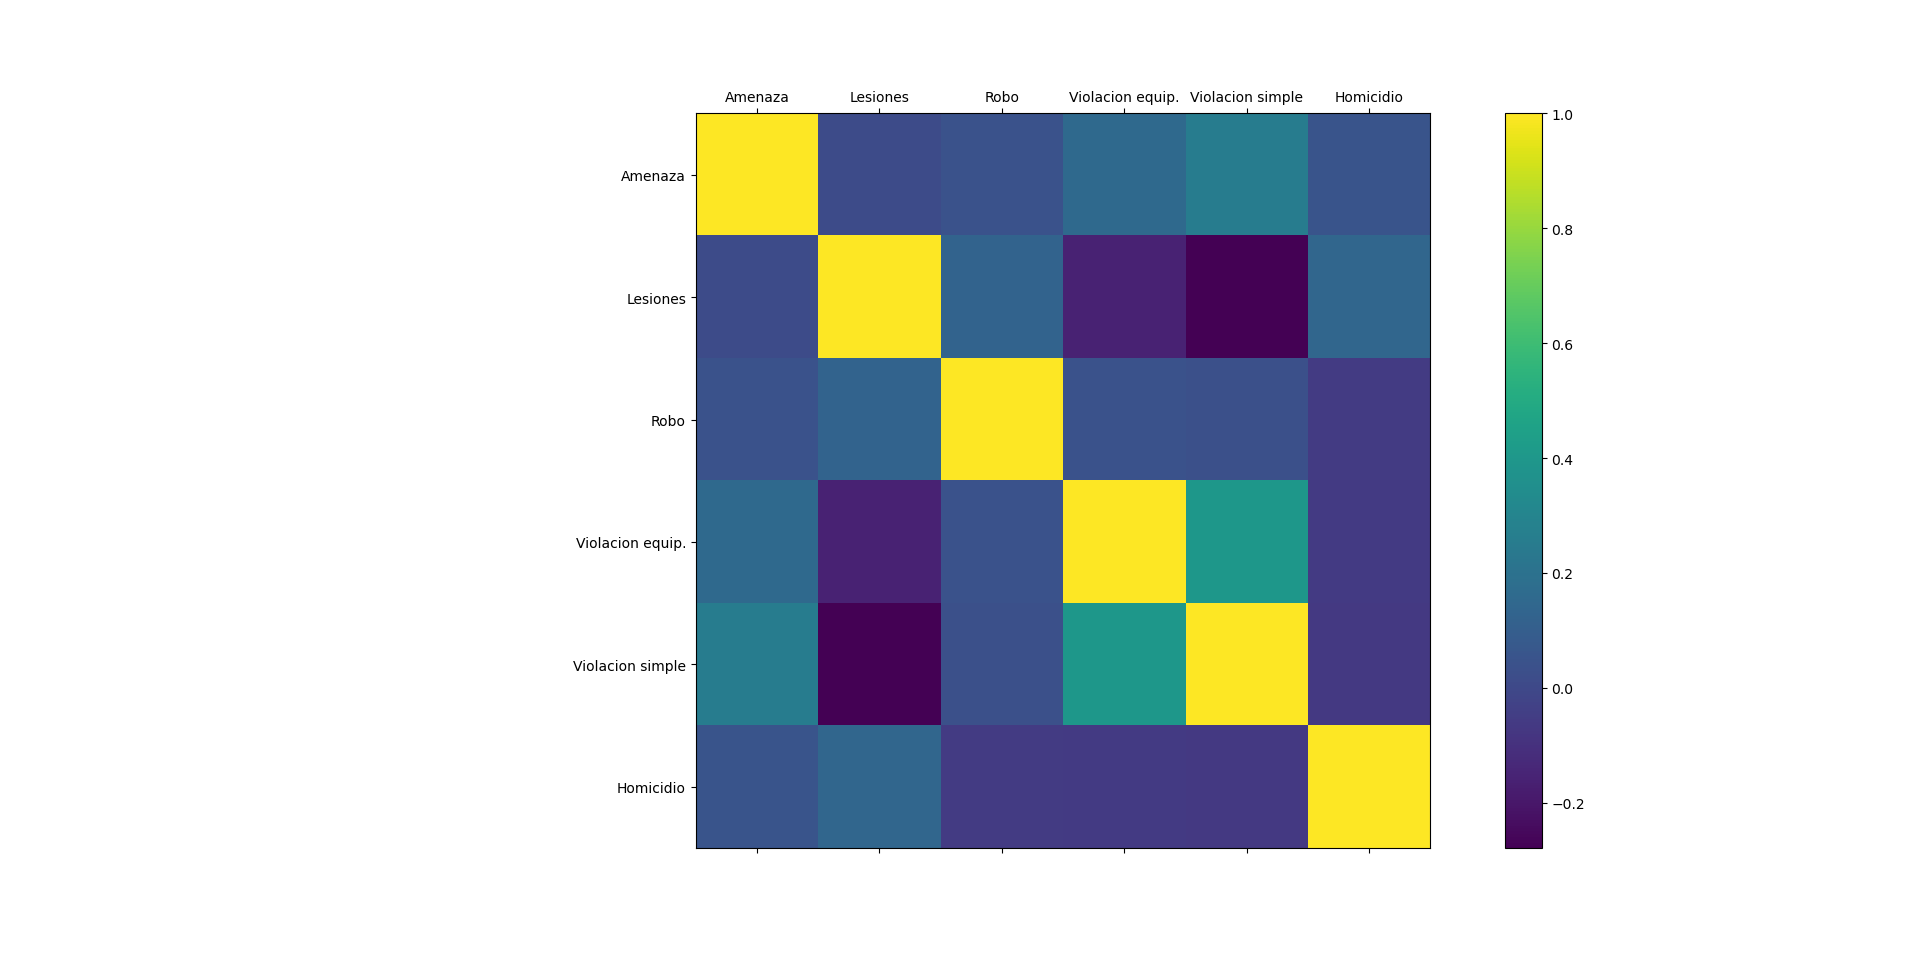 Amenaza Lesiones Robo Violacion equip. Violacion simple Homicidio
Amenaza
Lesiones
Robo
Violacion equip.
Violacion simple
Homicidio
1.0
0.8
0.6
0.4
0.2
0.0
−0.2